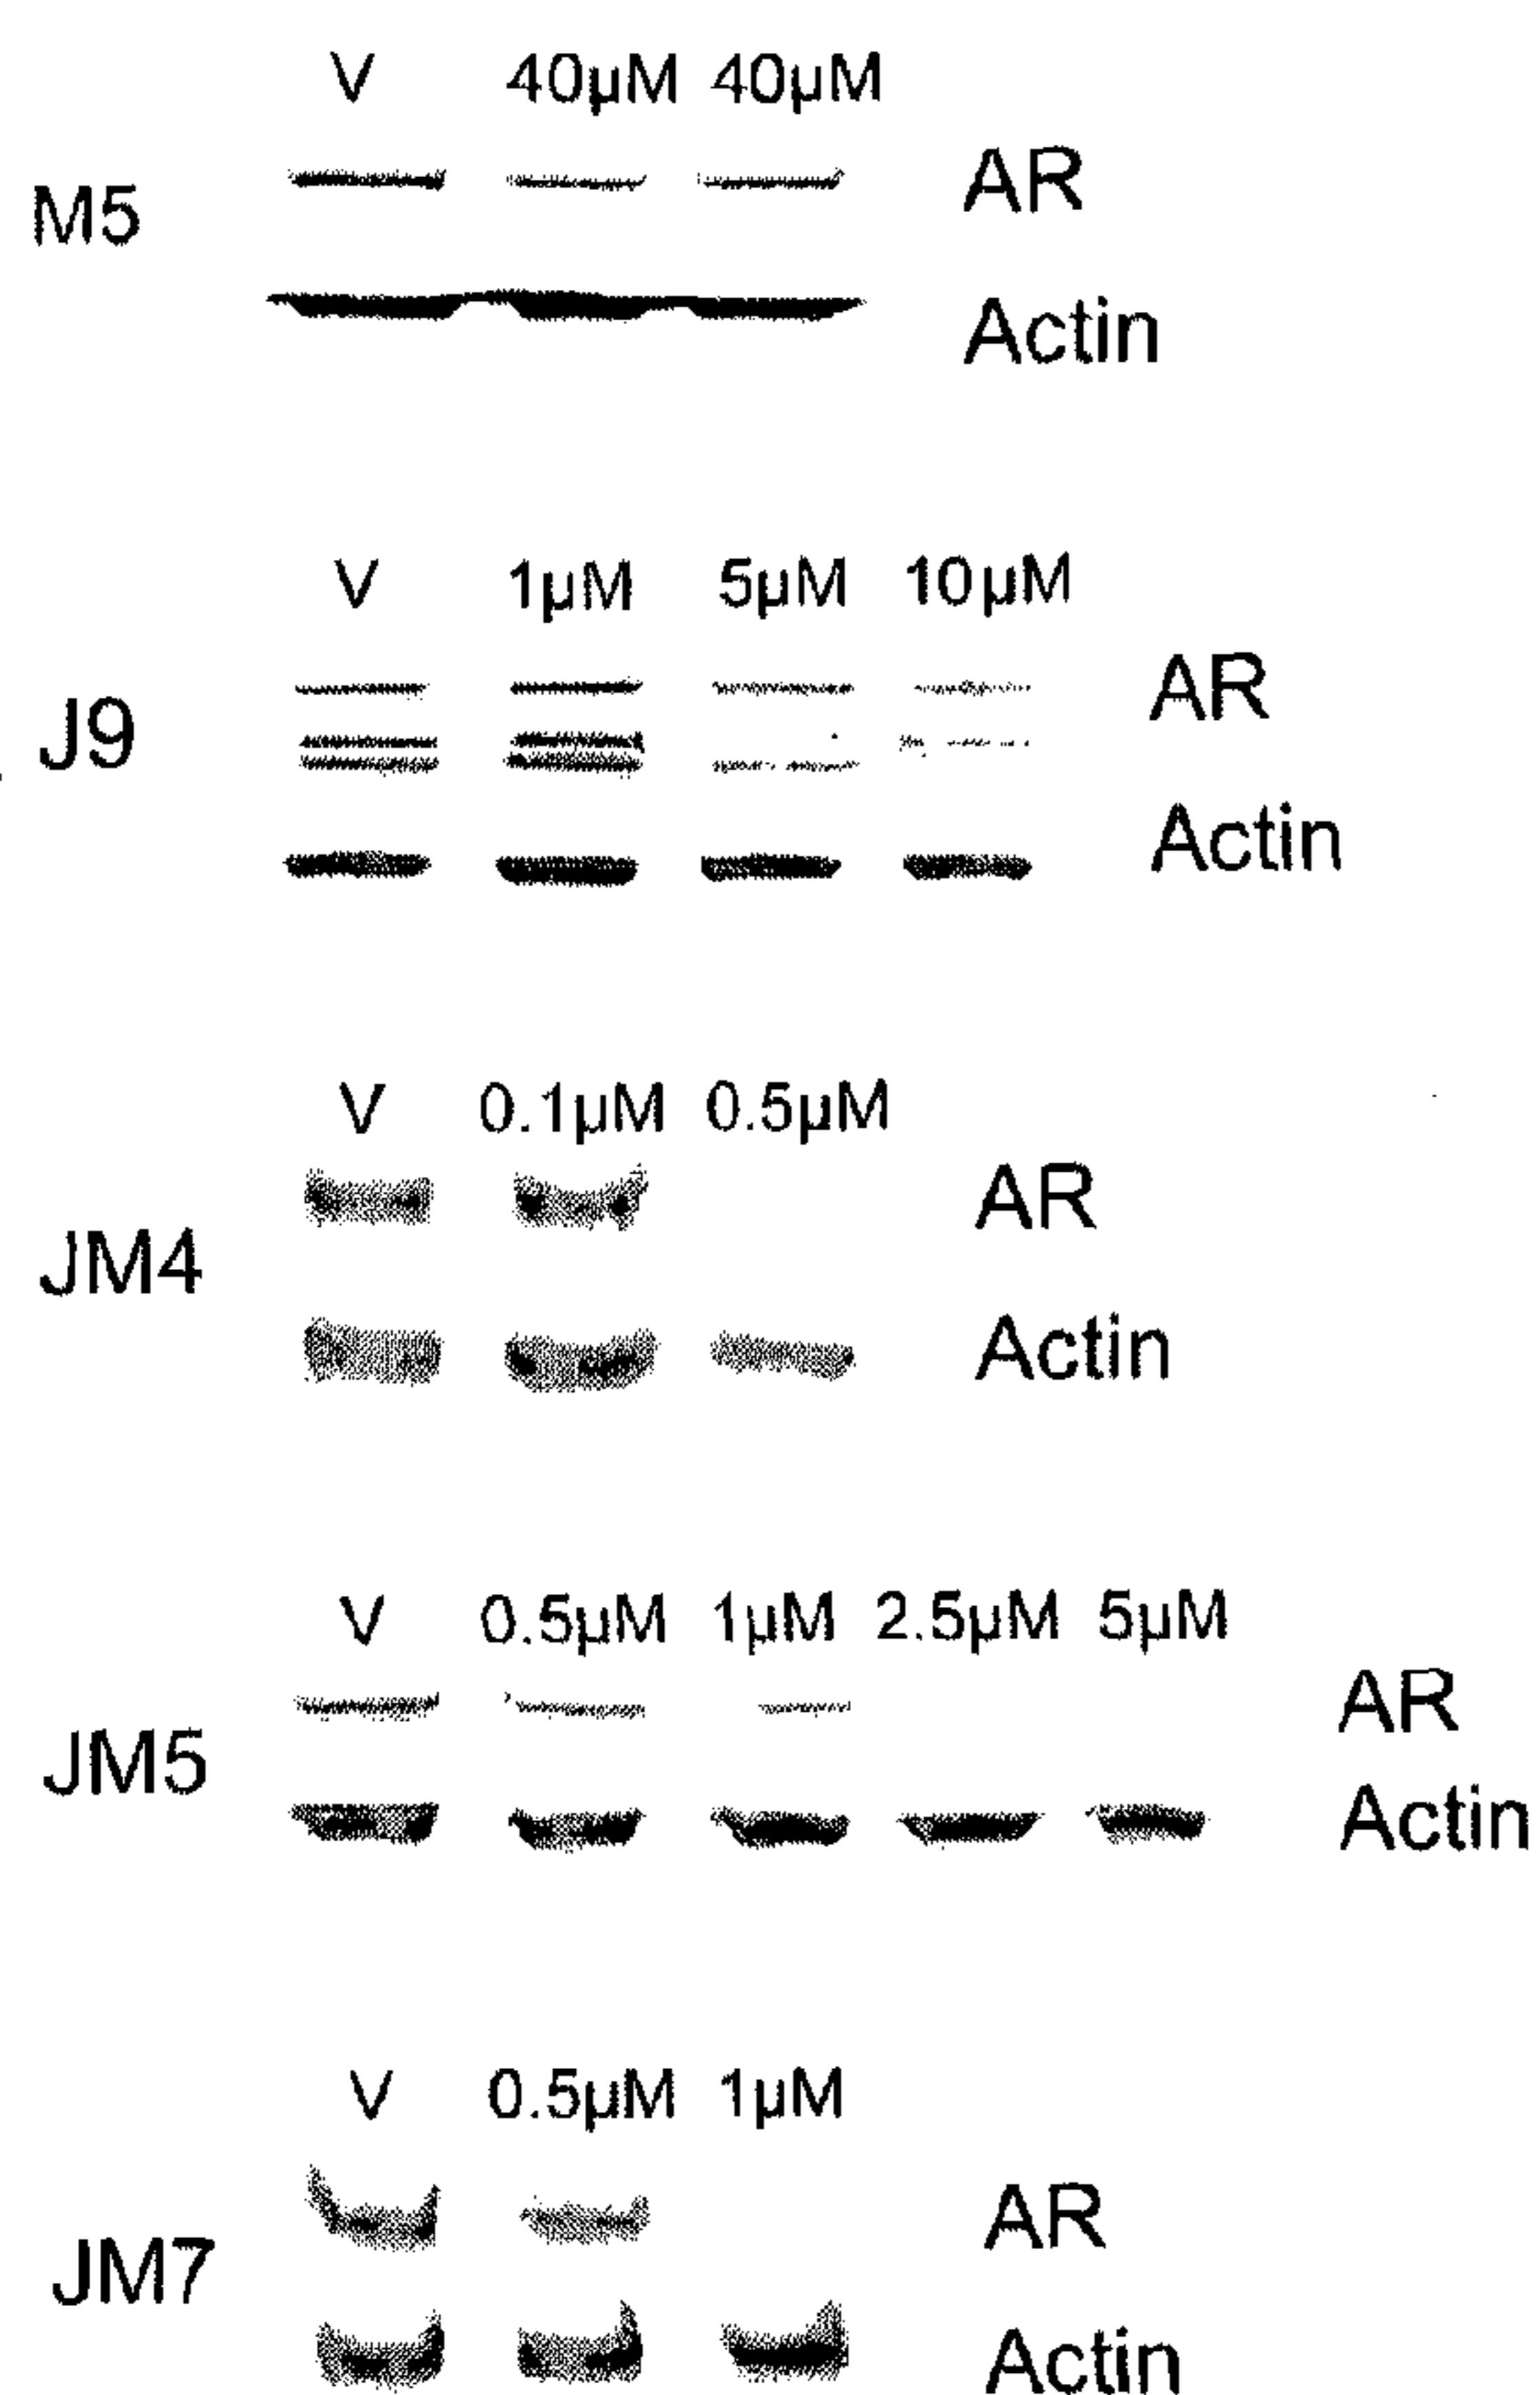 V 40µM 40µM
AR
M5
Actin
V 1µM 5µM 10µM
AR
J9
Actin
V 0.1µM 0.5µM
AR
JM4
Actin
V 0.5µM 1µM 2.5µM 5µM
AR
JM5
Actin
V 0.5µM 1µM
AR
JM7
Actin